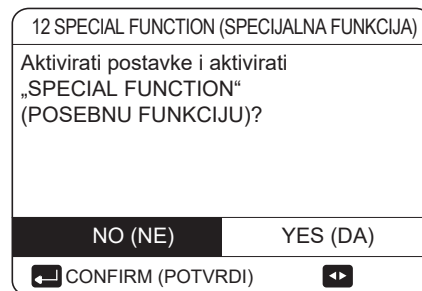 12 SPECIAL FUNCTION (SPECIJALNA FUNKCIJA)
Aktivirati postavke i aktivirati
„SPECIAL FUNCTION“
(POSEBNU FUNKCIJU)?
NO (NE) YES (DA)
CONFIRM (POTVRDI)